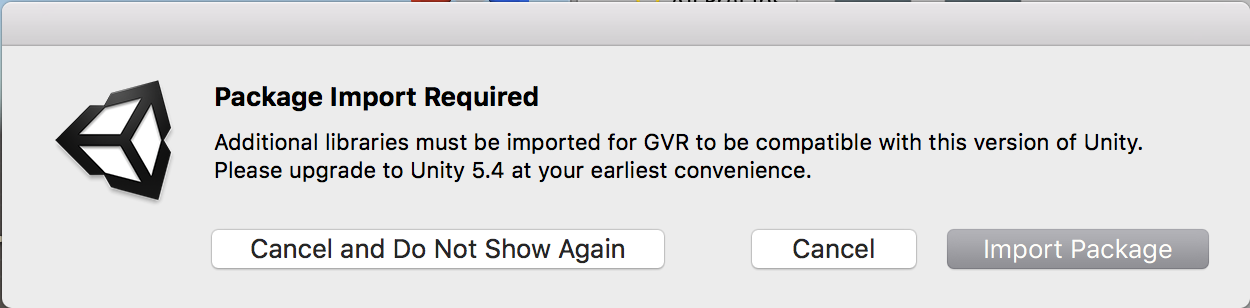 Package Import Required
Additional libraries must be imported for GVR to be compatible with this version of Unity.
Please upgrade to Unity 5.4 at your earliest convenience.
Cancel and Do Not Show Again
Cancel
Import Package